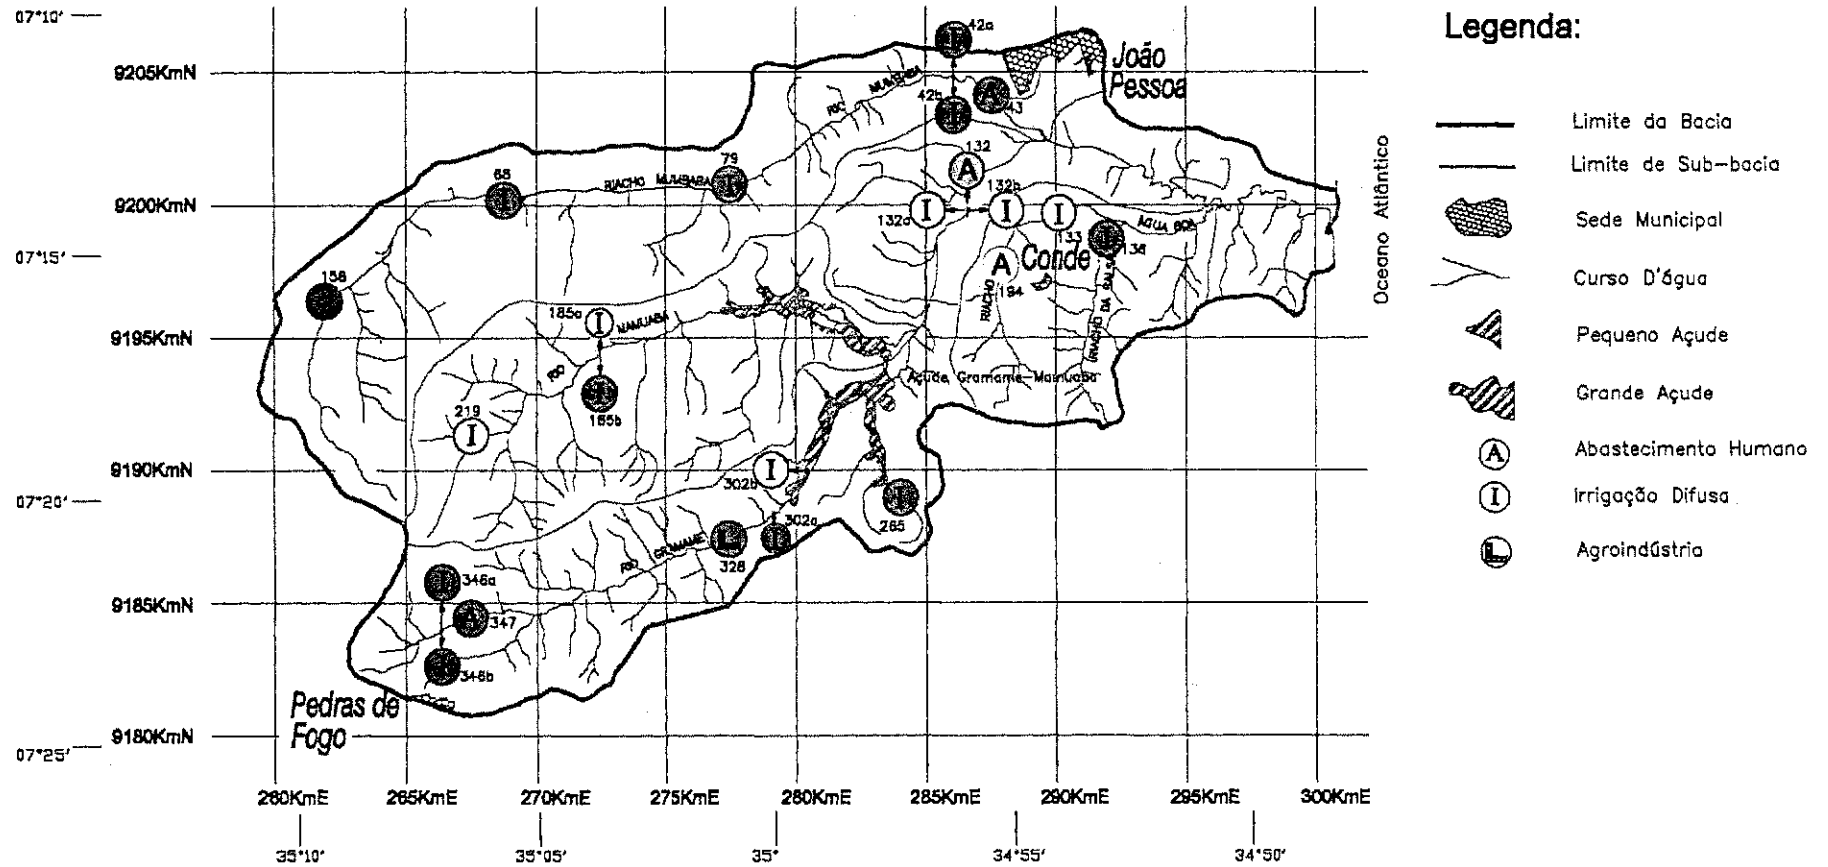 07°10'
9205KmN
9200KmN
07°15'
9195KmN
9190KmN
07°20'
9185KmN
9180KmN
07°25'
260KmE
265KmE
270KmE
275KmE
280KmE
285KmE
290KmE
295KmE
300KmE
35°10'
35°05'
35°
34°55'
34°50'
42a
João
Pessoa
RIO MUMBABA
42b
A
43
132
A
79
I
RIACHO MUMBABA
68
I
132a
I
132b
I
I
133
ÁGUA BOA
I
136
Conde
A
194
RIACHO
RIACHO DA SALSA
158
185a
I
RIO MAMUABA
I
185b
219
I
Açude Gramame-Mamuaba
I
302b
302a
I
I
265
RIO GRAMAME
L
328
I
346a
A
347
346b
Pedras de
Fogo
Oceano Atlântico
Legenda:
Limite da Bacia
Limite de Sub-bacia
Sede Municipal
Curso D'água
Pequeno Açude
Grande Açude
A
Abastecimento Humano
I
Irrigação Difusa
L
Agroindústria